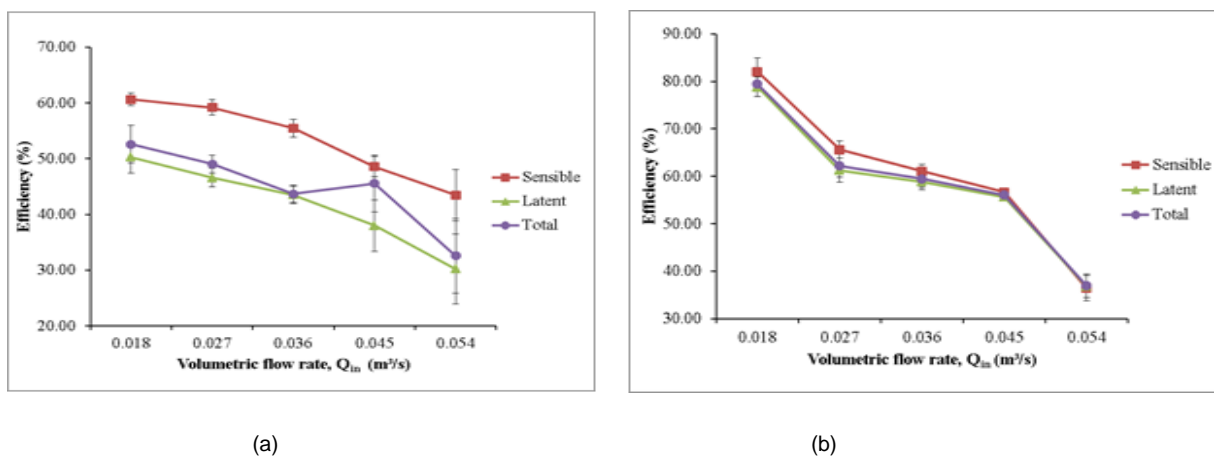 70.00
60.00
50.00
40.00
30.00
20.00
Efficiency (%)
0.018 0.027 0.036 0.045 0.054
Volumetric flow rate, Qin (m³/s)
Sensible
Latent
Total
(a)
90.00
80.00
70.00
60.00
50.00
40.00
30.00
Efficiency (%)
0.018 0.027 0.036 0.045 0.054
Volumetric flow rate, Qin (m³/s)
Sensible
Latent
Total
(b)